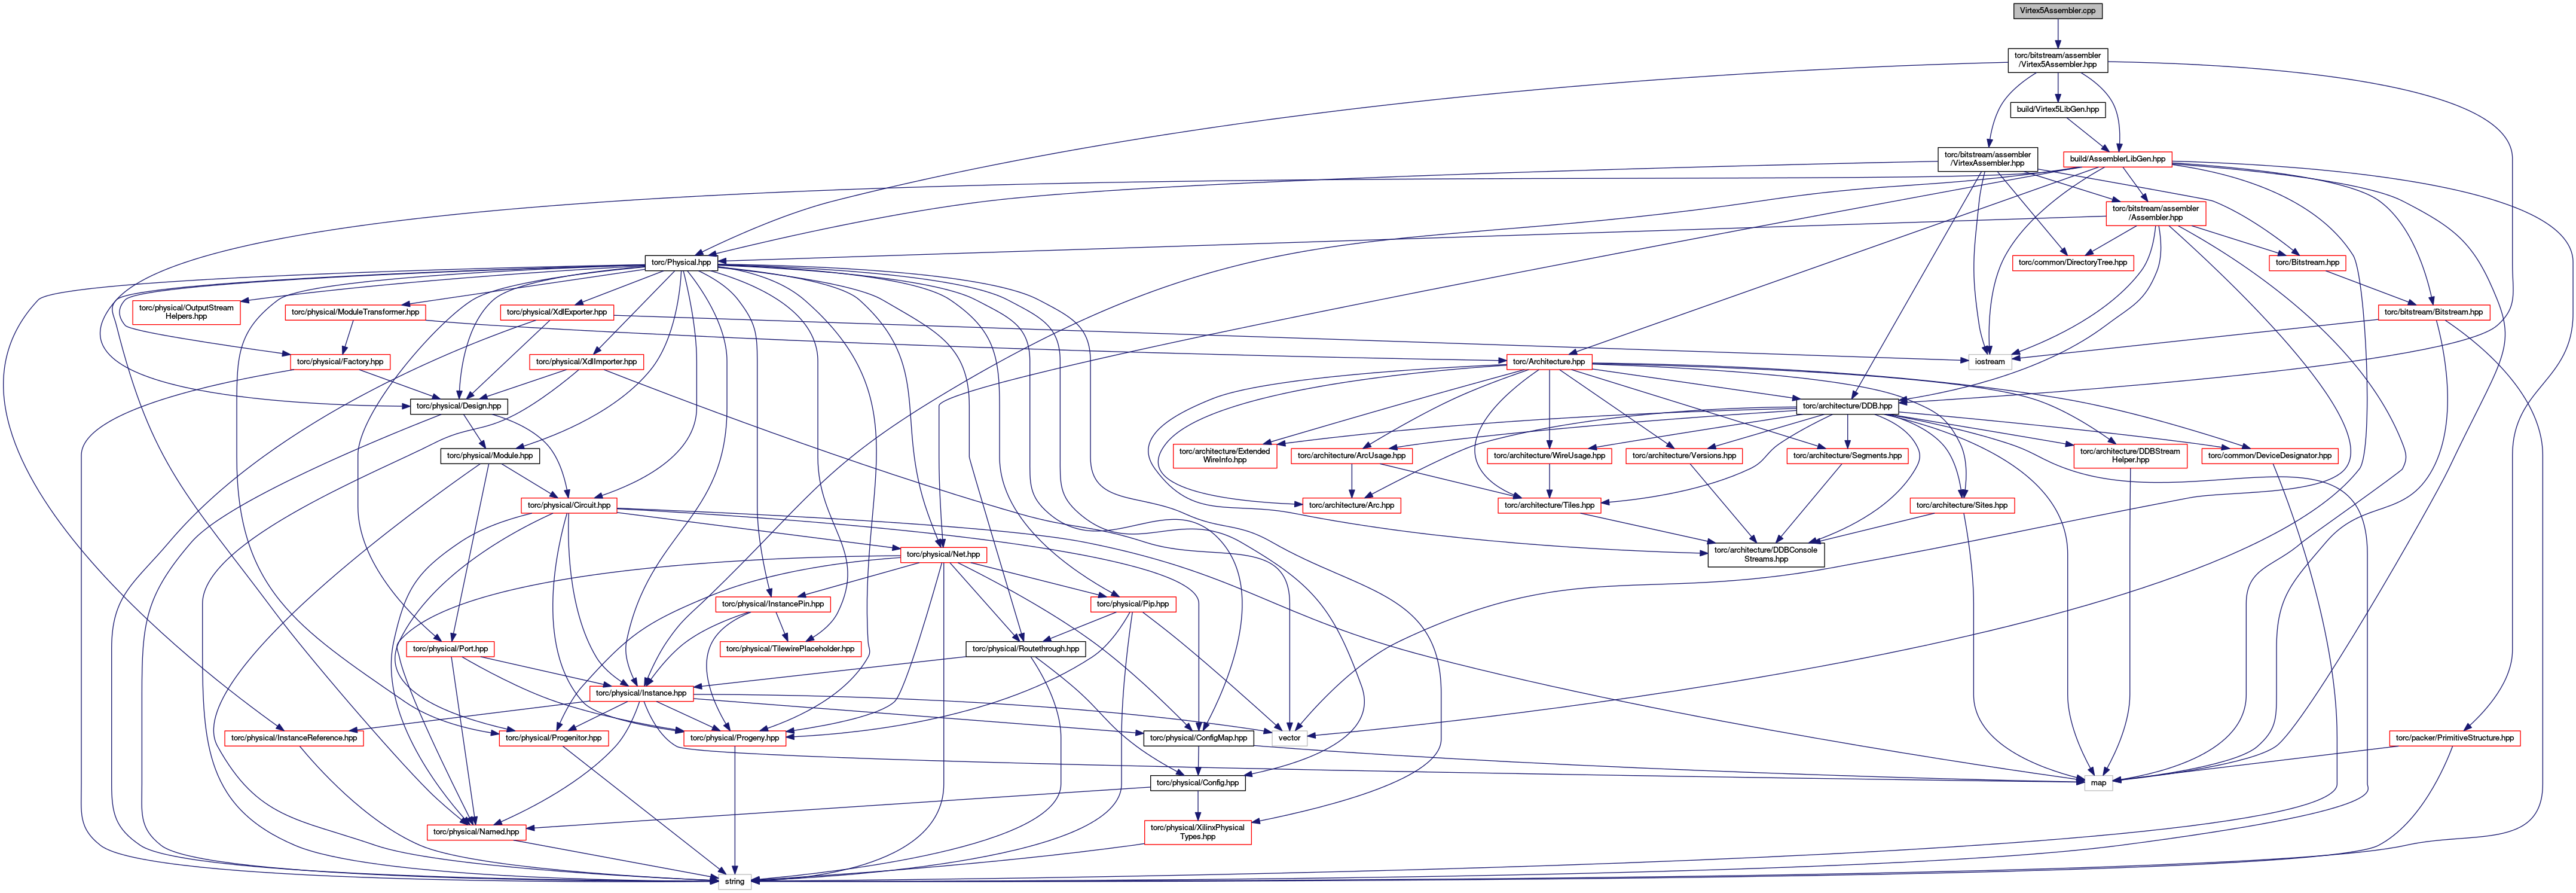 Virtex5Assembler.cpp
torc/bitstream/assembler
/Virtex5Assembler.hpp
build/Virtex5LibGen.hpp
torc/bitstream/assembler
/VirtexAssembler.hpp
build/AssemblerLibGen.hpp
torc/bitstream/assembler
/Assembler.hpp
torc/Physical.hpp
torc/common/DirectoryTree.hpp
torc/Bitstream.hpp
torc/physical/OutputStream
Helpers.hpp
torc/physical/ModuleTransformer.hpp
torc/physical/XdlExporter.hpp
torc/bitstream/Bitstream.hpp
torc/physical/Factory.hpp
torc/physical/XdlImporter.hpp
torc/Architecture.hpp
iostream
torc/physical/Design.hpp
torc/architecture/DDB.hpp
torc/physical/Module.hpp
torc/architecture/Extended
WireInfo.hpp
torc/architecture/ArcUsage.hpp
torc/architecture/WireUsage.hpp
torc/architecture/Versions.hpp
torc/architecture/Segments.hpp
torc/architecture/DDBStream
Helper.hpp
torc/common/DeviceDesignator.hpp
torc/physical/Circuit.hpp
torc/architecture/Arc.hpp
torc/architecture/Tiles.hpp
torc/architecture/Sites.hpp
torc/physical/Net.hpp
torc/architecture/DDBConsole
Streams.hpp
torc/physical/InstancePin.hpp
torc/physical/Pip.hpp
torc/physical/Port.hpp
torc/physical/TilewirePlaceholder.hpp
torc/physical/Routethrough.hpp
torc/physical/Instance.hpp
torc/physical/InstanceReference.hpp
torc/physical/Progenitor.hpp
torc/physical/Progeny.hpp
torc/physical/ConfigMap.hpp
vector
torc/packer/PrimitiveStructure.hpp
torc/physical/Config.hpp
map
torc/physical/Named.hpp
torc/physical/XilinxPhysical
Types.hpp
string